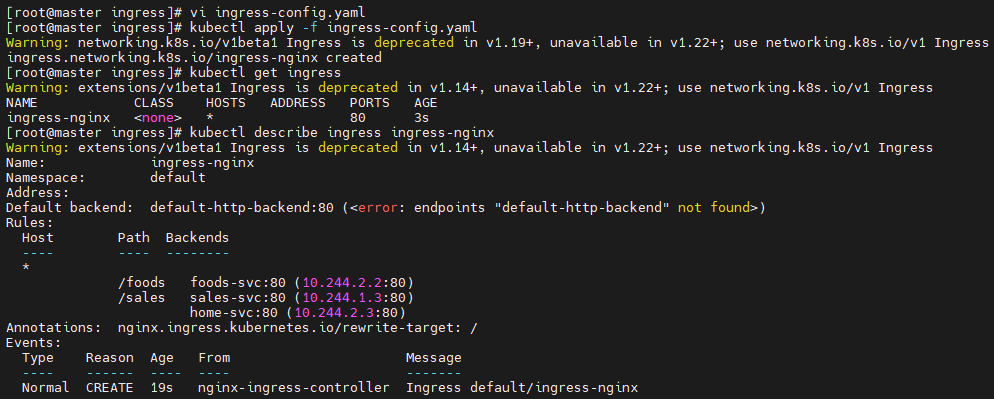 [root@master ingress]# vi ingress-config.yaml
[root@master ingress]# kubectl apply -f ingress-config.yaml
Warning: networking.k8s.io/v1beta1 Ingress is deprecated in v1.19+, unavailable in v1.22+; use networking.k8s.io/v1 Ingress
ingress.networking.k8s.io/ingress-nginx created
[root@master ingress]# kubectl get ingress
Warning: extensions/v1beta1 Ingress is deprecated in v1.14+, unavailable in v1.22+; use networking.k8s.io/v1 Ingress
NAME            CLASS    HOSTS   ADDRESS   PORTS   AGE
ingress-nginx   <none>   *                 80      3s
[root@master ingress]# kubectl describe ingress ingress-nginx
Warning: extensions/v1beta1 Ingress is deprecated in v1.14+, unavailable in v1.22+; use networking.k8s.io/v1 Ingress
Name:             ingress-nginx
Namespace:        default
Address:
Default backend:  default-http-backend:80 (<error: endpoints "default-http-backend" not found>)
Rules:
  Host        Path  Backends
  ----        ----  --------
  *
              /foods   foods-svc:80 (10.244.2.2:80)
              /sales   sales-svc:80 (10.244.1.3:80)
                       home-svc:80 (10.244.2.3:80)
Annotations:  nginx.ingress.kubernetes.io/rewrite-target: /
Events:
  Type    Reason  Age   From                      Message
  ----    ------  ----  ----                      -------
  Normal  CREATE  19s   nginx-ingress-controller  Ingress default/ingress-nginx